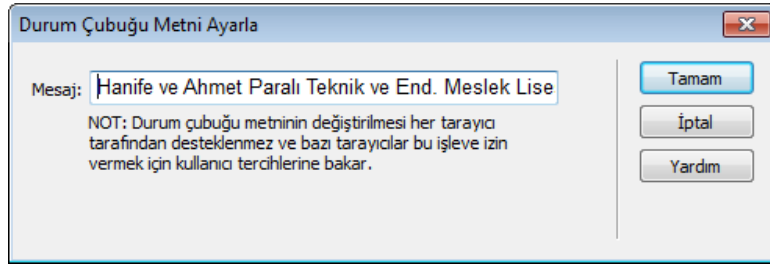 Durum Çubuğu Metni Ayarla
Mesaj: Hanife ve Ahmet Paralı Teknik ve End. Meslek Lise
NOT: Durum çubuğu metninin değiştirilmesi her tarayıcı
tarafından desteklenmez ve bazı tarayıcılar bu işleve izin
vermek için kullanıcı tercihlerine bakar.
Tamam
İptal
Yardım